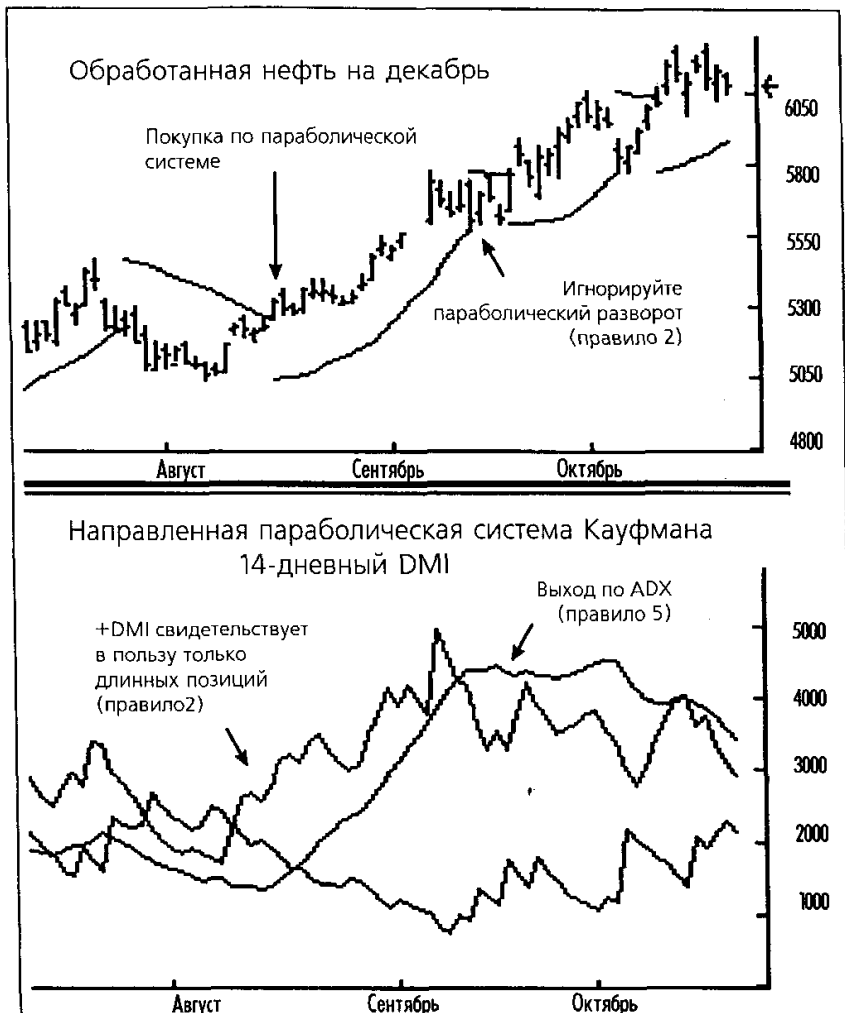 Обработанная нефть на декабрь
Покупка по параболической
системе
Игнорируйте
параболический разворот
(правило 2)
6050
5800
5550
5300
5050
4800
Август
Сентябрь
Октябрь
Направленная параболическая система Кауфмана
14-дневный DMI
Выход по ADX
(правило 5)
+DMI свидетельствует
в пользу только
длинных позиций
(правило2)
5000
4000
3000
2000
1000
Август
Сентябрь
Октябрь